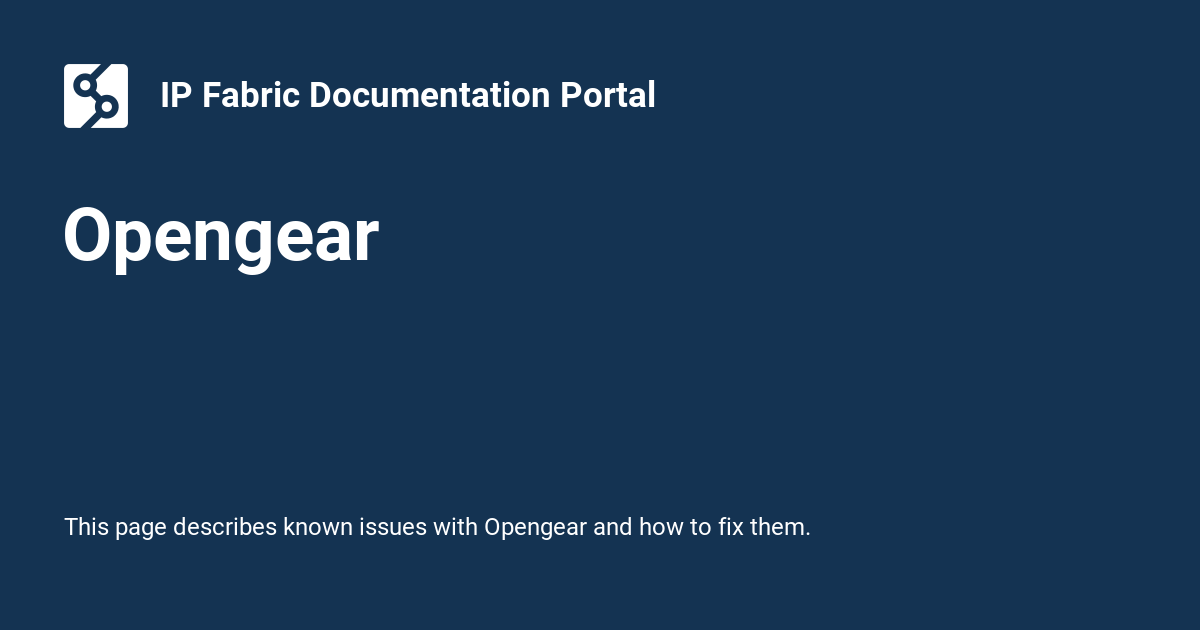 IP Fabric Documentation Portal
Opengear
This page describes known issues with Opengear and how to fix them.